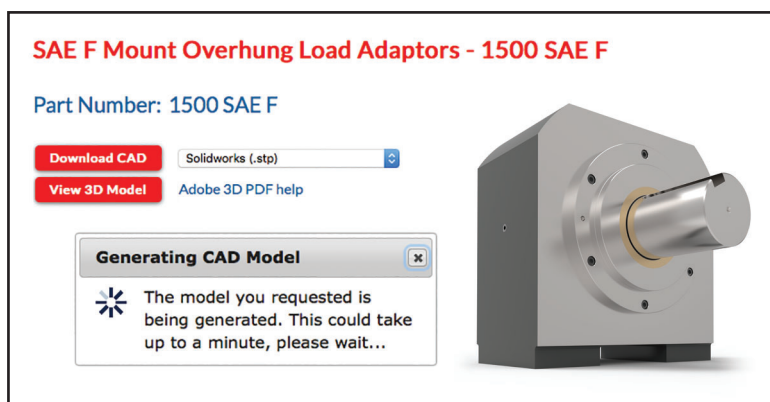 SAE F Mount Overhung Load Adaptors - 1500 SAE F
Part Number: 1500 SAE F
Download CAD
Solidworks (.stp)
View 3D Model
Adobe 3D PDF help
Generating CAD Model
The model you requested is
being generated. This could take
up to a minute, please wait...